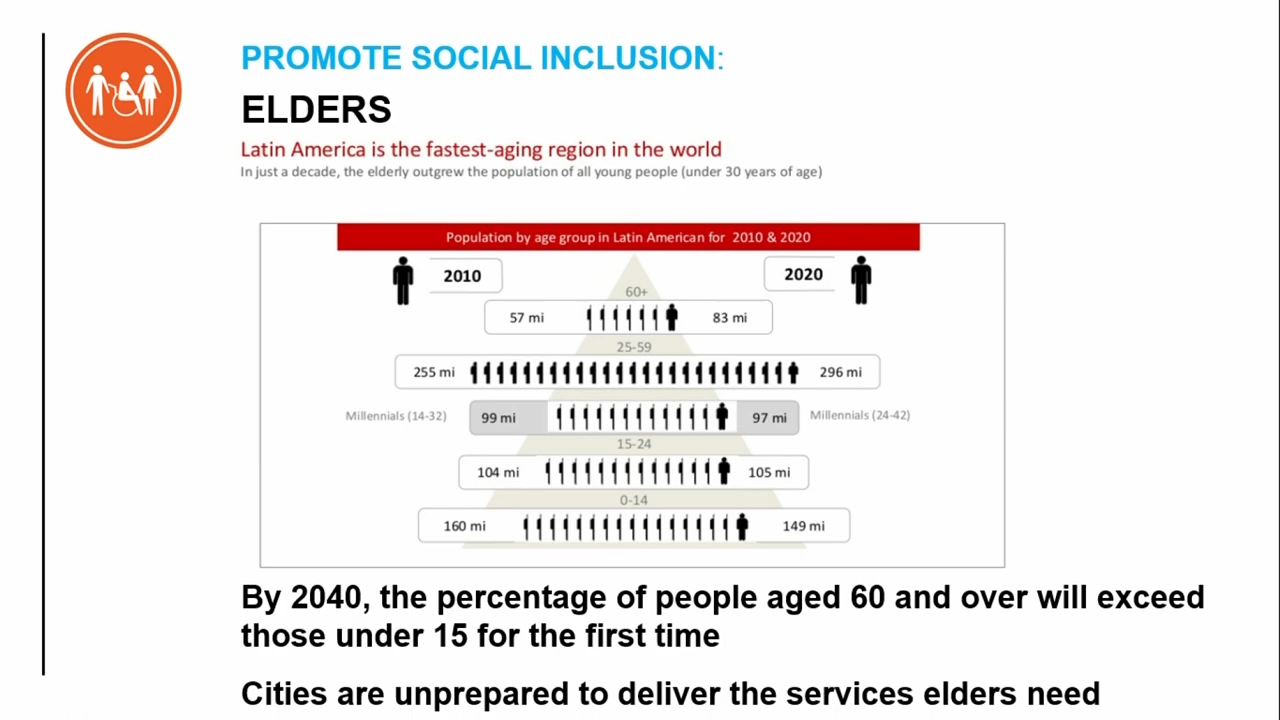 PROMOTE SOCIAL INCLUSION:
ELDERS
Latin America is the fastest-aging region in the world
In just a decade, the elderly outgrew the population of all young people (under 30 years of age)
Population by age group in Latin American for 2010 & 2020
2010
2020
60+
57 mi
83 mi
25-59
255 mi
296 mi
Millennials (14-32)
99 mi
97 mi
Millennials (24-42)
15-24
104 mi
105 mi
0-14
160 mi
149 mi
By 2040, the percentage of people aged 60 and over will exceed
those under 15 for the first time
Cities are unprepared to deliver the services elders need